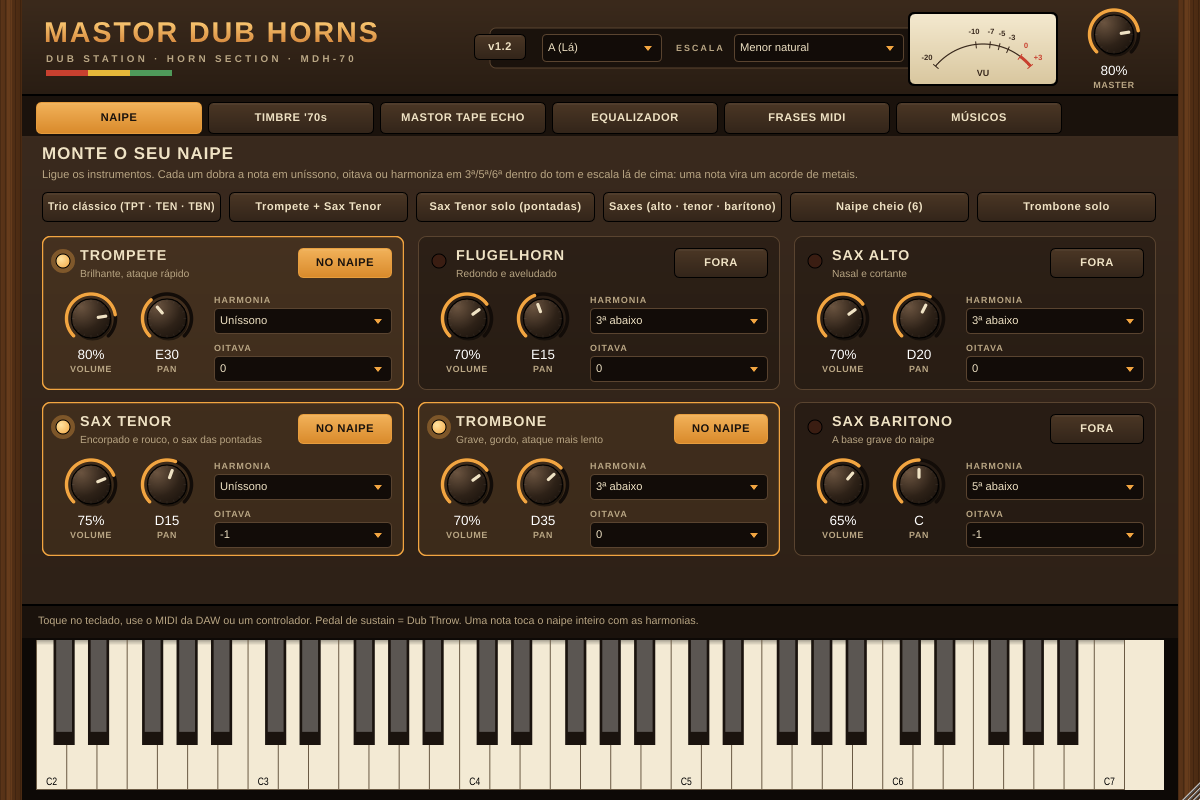 MASTOR DUB HORNS
DUB STATION · HORN SECTION · MDH-70
v1.2
A (Lá)
ESCALA
Menor natural
-20 -10 -7 -5 -3 0 +3
VU
80%
MASTER
NAIPE
TIMBRE '70s
MASTOR TAPE ECHO
EQUALIZADOR
FRASES MIDI
MÚSICOS
MONTE O SEU NAIPE
Ligue os instrumentos. Cada um dobra a nota em uníssono, oitava ou harmoniza em 3ª/5ª/6ª dentro do tom e escala lá de cima: uma nota vira um acorde de metais.
Trio clássico (TPT · TEN · TBN)
Trompete + Sax Tenor
Sax Tenor solo (pontadas)
Saxes (alto · tenor · barítono)
Naipe cheio (6)
Trombone solo
TROMPETE
Brilhante, ataque rápido
NO NAIPE
80%
VOLUME
E30
PAN
HARMONIA
Uníssono
OITAVA
0
FLUGELHORN
Redondo e aveludado
FORA
70%
VOLUME
E15
PAN
HARMONIA
3ª abaixo
OITAVA
0
SAX ALTO
Nasal e cortante
FORA
70%
VOLUME
D20
PAN
HARMONIA
3ª abaixo
OITAVA
0
SAX TENOR
Encorpado e rouco, o sax das pontadas
NO NAIPE
75%
VOLUME
D15
PAN
HARMONIA
Uníssono
OITAVA
-1
TROMBONE
Grave, gordo, ataque mais lento
NO NAIPE
70%
VOLUME
D35
PAN
HARMONIA
3ª abaixo
OITAVA
0
SAX BARITONO
A base grave do naipe
FORA
65%
VOLUME
C
PAN
HARMONIA
5ª abaixo
OITAVA
-1
Toque no teclado, use o MIDI da DAW ou um controlador. Pedal de sustain = Dub Throw. Uma nota toca o naipe inteiro com as harmonias.
C2 C3 C4 C5 C6 C7